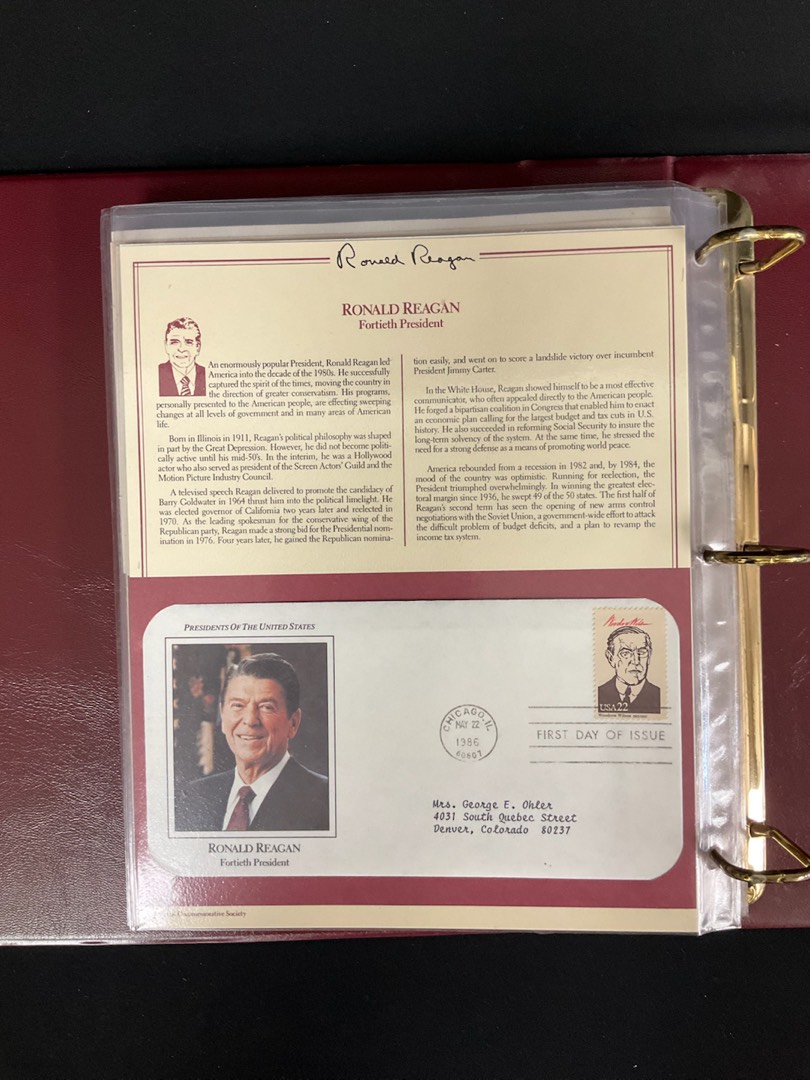 Ronald Reagan
RONALD REAGAN
Fortieth President
An enormously popular President, Ronald Reagan led
America into the decade of the 1980s. He successfully
captured the spirit of the times, moving the country in
the direction of greater conservatism. His programs,
personally presented to the American people, are effecting sweeping
changes at all levels of government and in many areas of American
life.
Born in Illinois in 1911, Reagan's political philosophy was shaped
in part by the Great Depression. However, he did not become politi-
cally active until his mid-50's. In the interim, he was a Hollywood
actor who also served as president of the Screen Actors' Guild and the
Motion Picture Industry Council.
A televised speech Reagan delivered to promote the candidacy of
Barry Goldwater in 1964 thrust him into the political limelight. He
was elected governor of California two years later and reelected in
1970. As the leading spokesman for the conservative wing of the
Republican party, Reagan made a strong bid for the Presidential nom-
ination in 1976. Four years later, he gained the Republican nomina-
tion easily, and went on to score a landslide victory over incumbent
President Jimmy Carter.
In the White House, Reagan showed himself to be a most effective
communicator, who often appealed directly to the American people.
He forged a bipartisan coalition in Congress that enabled him to enact
an economic plan calling for the largest budget and tax cuts in U.S.
history. He also succeeded in reforming Social Security to insure the
long-term solvency of the system. At the same time, he stressed the
need for a strong defense as a means of promoting world peace.
America rebounded from a recession in 1982 and, by 1984, the
mood of the country was optimistic. Running for reelection, the
President triumphed overwhelmingly. In winning the greatest elec-
toral margin since 1936, he swept 49 of the 50 states. The first half of
Reagan's second term has seen the opening of new arms control
negotiations with the Soviet Union, a government-wide effort to attack
the difficult problem of budget deficits, and a plan to revamp the
income tax system.
PRESIDENTS OF THE UNITED STATES
RONALD REAGAN
Fortieth President
CHICAGO, IL
MAY 22
1986
60607
Woodrow Wilson
USA 22
Woodrow Wilson
FIRST DAY OF ISSUE
Mrs. George E. Ohler
4031 South Quebec Street
Denver, Colorado 80237
Commemorative Society